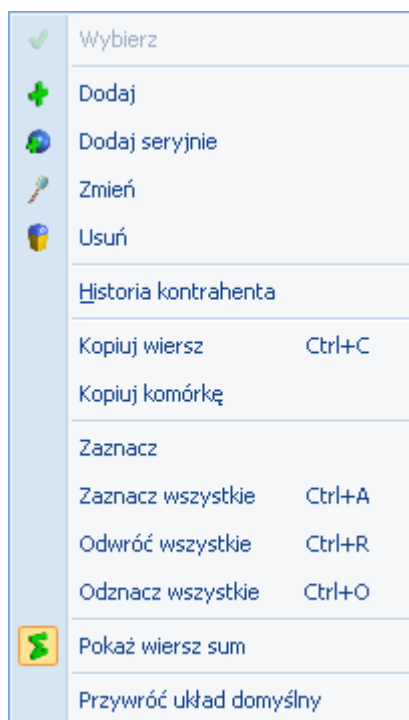 Wybierz
Dodaj
Dodaj seryjnie
Zmień
Usuń
Historia kontrahenta
Kopiuj wiersz Ctrl+C
Kopiuj komórkę
Zaznacz
Zaznacz wszystkie Ctrl+A
Odwróć wszystkie Ctrl+R
Odznacz wszystkie Ctrl+O
Pokaż wiersz sum
Przywróć układ domyślny